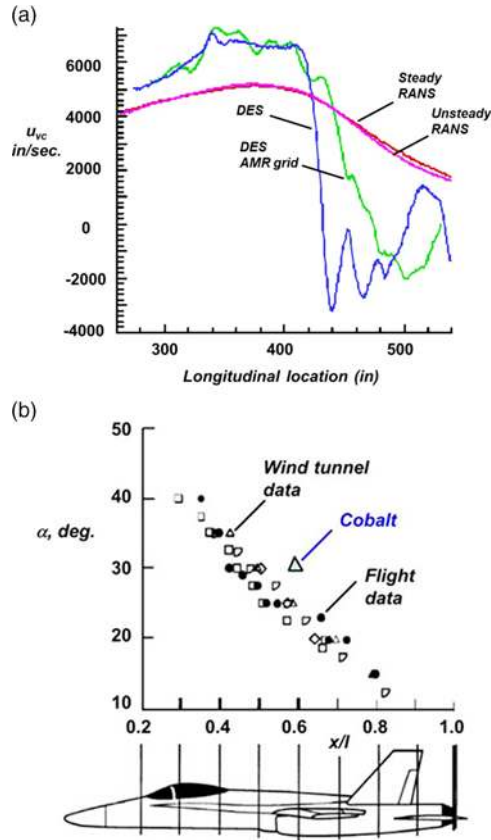 (a)
6000
4000
u_vc
in/sec.
2000
0
-2000
-4000
DES
DES
AMR grid
Steady
RANS
Unsteady
RANS
300
400
500
Longitudinal location (in)
(b)
50
40
α, deg.
30
20
10
Wind tunnel
data
Cobalt
Flight
data
0.2
0.4
0.6
0.8
1.0
x/l